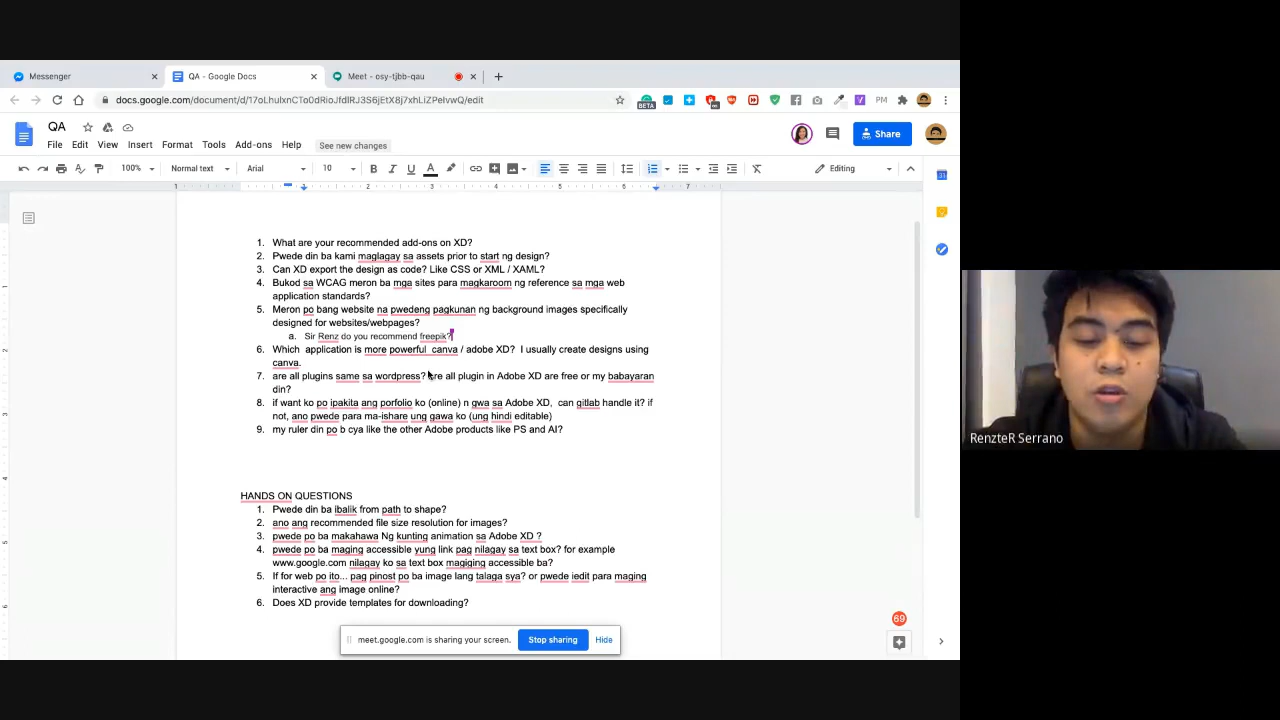 Messenger
QA - Google Docs
Meet - osy-tjbb-qau
QA
Share
File Edit View Insert Format Tools Add-ons Help See new changes
100% Normal text Arial 10 Editing
1. What are your recommended add-ons on XD?
2. Pwede din ba kami maglagay sa assets prior to start ng design?
3. Can XD export the design as code? Like CSS or XML / XAML?
4. Bukod sa WCAG meron ba mga sites para magkaroom ng reference sa mga web
application standards?
5. Meron po bang website na pwedeng pagkunan ng background images specifically
designed for websites/webpages?
a. Sir Renz do you recommend freepik?
6. Which application is more powerful canva / adobe XD? I usually create designs using
canva.
7. are all plugins same sa wordpress? are all plugin in Adobe XD are free or my babayaran
din?
8. if want ko po ipakita ang porfolio ko (online) n gwa sa Adobe XD, can gitlab handle it? if
not, ano pwede para ma-ishare ung gawa ko (ung hindi editable)
9. my ruler din po b cya like the other Adobe products like PS and AI?
HANDS ON QUESTIONS
1. Pwede din ba ibalik from path to shape?
2. ano ang recommended file size resolution for images?
3. pwede po ba makahawa Ng kunting animation sa Adobe XD ?
4. pwede po ba maging accessible yung link pag nilagay sa text box? for example
www.google.com nilagay ko sa text box magiging accessible ba?
5. If for web po ito... pag pinost po ba image lang talaga sya? or pwede iedit para maging
interactive ang image online?
6. Does XD provide templates for downloading?
69
meet.google.com is sharing your screen. Stop sharing Hide
RenzteR Serrano